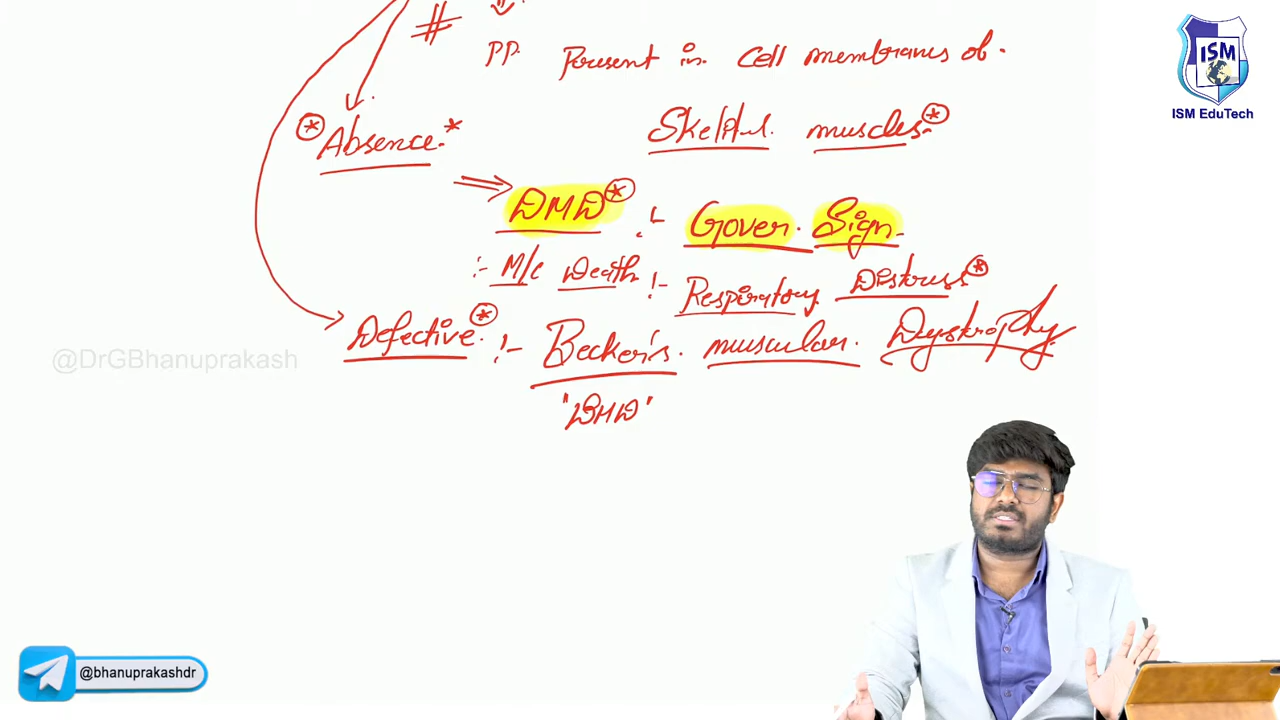 PP. Present in cell membranes of.
ISM
ISM EduTech
Absence.
Skeletal muscles.
⇒ DMD :- Gover. Sign.
:- M/C Death :- Respiratory Distress
Defective :- Becker's. muscular. Dystrophy.
"BMD"
@DrGBhanuprakash
@bhanuprakashdr